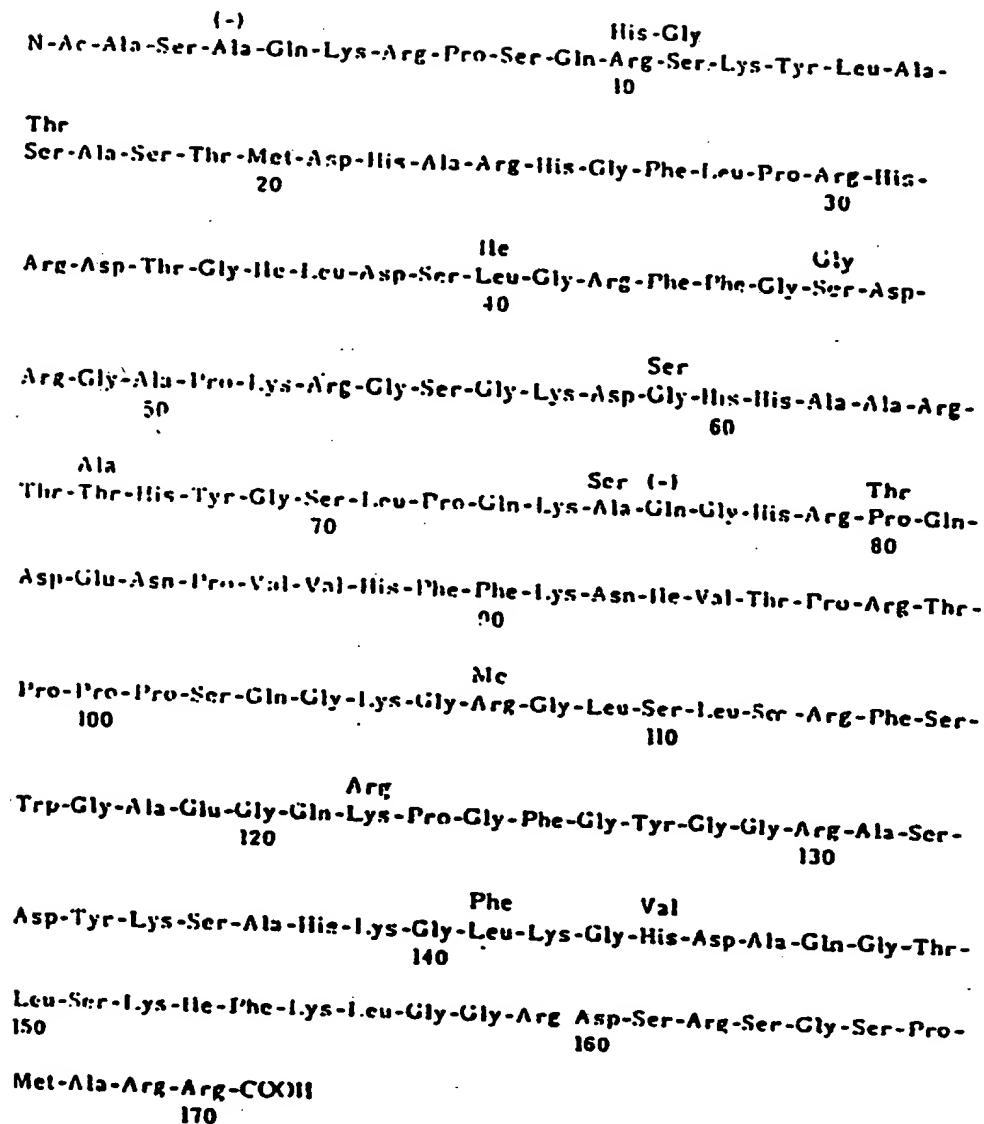 (-) His-Gly
N-Ac-Ala-Ser-Ala-Gln-Lys-Arg-Pro-Ser-Gln-Arg-Ser-Lys-Tyr-Leu-Ala-
10
Thr
Ser-Ala-Ser-Thr-Met-Asp-His-Ala-Arg-His-Gly-Phe-Leu-Pro-Arg-His-
20 30
Ile Gly
Arg-Asp-Thr-Gly-Ile-Leu-Asp-Ser-Leu-Gly-Arg-Phe-Phe-Gly-Ser-Asp-
40
Ser
Arg-Gly-Ala-Pro-Lys-Arg-Gly-Ser-Gly-Lys-Asp-Gly-His-His-Ala-Ala-Arg-
50 60
Ala Ser (-) Thr
Thr-Thr-His-Tyr-Gly-Ser-Leu-Pro-Gln-Lys-Ala-Gln-Gly-His-Arg-Pro-Gln-
70 80
Asp-Glu-Asn-Pro-Val-Val-His-Phe-Phe-Lys-Asn-Ile-Val-Thr-Pro-Arg-Thr-
90
Me
Pro-Pro-Pro-Ser-Gln-Gly-Lys-Gly-Arg-Gly-Leu-Ser-Leu-Ser-Arg-Phe-Ser-
100 110
Arg
Trp-Gly-Ala-Glu-Gly-Gln-Lys-Pro-Gly-Phe-Gly-Tyr-Gly-Gly-Arg-Ala-Ser-
120 130
Phe Val
Asp-Tyr-Lys-Ser-Ala-His-Lys-Gly-Leu-Lys-Gly-His-Asp-Ala-Gln-Gly-Thr-
140
Leu-Ser-Lys-Ile-Phe-Lys-Leu-Gly-Gly-Arg Asp-Ser-Arg-Ser-Gly-Ser-Pro-
150 160
Met-Ala-Arg-Arg-COOH
170